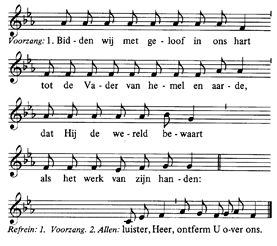 Voorzang: 1. Bid-den wij met ge-loof in ons hart
tot de Va-der van he-mel en aar-de,
dat Hij de we-reld be-waart
als het werk van zijn han-den:
Refrein: 1. Voorzang. 2. Allen: luister, Heer, ontferm U o-ver ons.